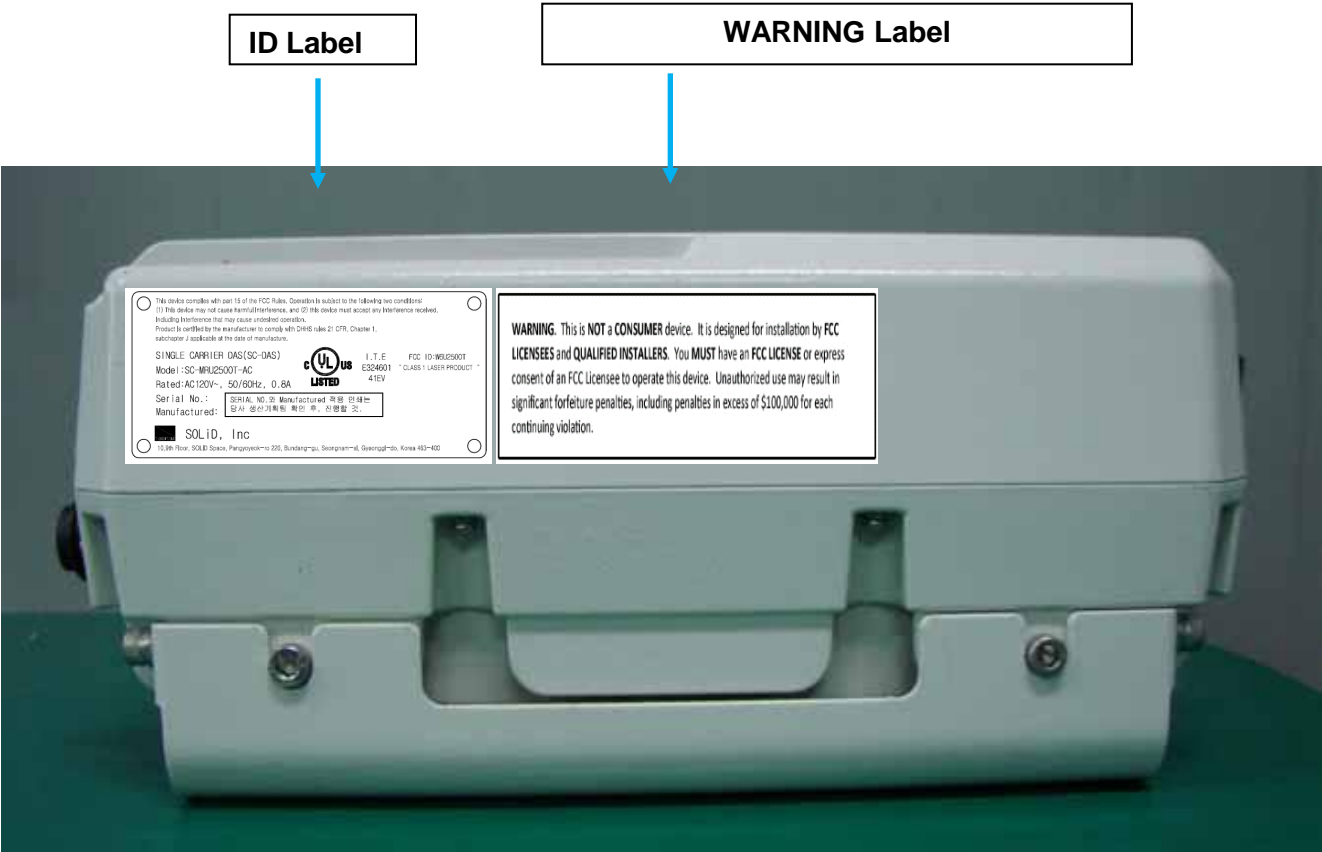 ID Label
WARNING Label
This device complies with part 15 of the FCC Rules, Operation is subject to the following two conditions:
(1) This device may not cause harmful interference, and (2) this device must accept any interference received,
including interference that may cause undesired operation.
Product is certified by the manufacturer to comply with DHHS rules 21 CFR, Chapter 1.
subchapter J applicable at the date of manufacture.
SINGLE CARRIER DAS(SC-DAS)
Model:SC-MRU2500T-AC
Rated:AC120V~, 50/60Hz, 0.8A
c UL us
LISTED
I.T.E
E324601
41EV
FCC ID:W6U2500T
" CLASS 1 LASER PRODUCT "
Serial No.:
Manufactured:
SERIAL NO.와 Manufactured 적용 인쇄는
당사 생산기획팀 확인 후, 진행할 것.
SOLiD, Inc
10,9th Floor, SOLiD Space, Pangyoyeok-ro 220, Bundang-gu, Seongnam-si, Gyeonggi-do, Korea 463-400
WARNING. This is NOT a CONSUMER device. It is designed for installation by FCC
LICENSEES and QUALIFIED INSTALLERS. You MUST have an FCC LICENSE or express
consent of an FCC Licensee to operate this device. Unauthorized use may result in
significant forfeiture penalties, including penalties in excess of $100,000 for each
continuing violation.